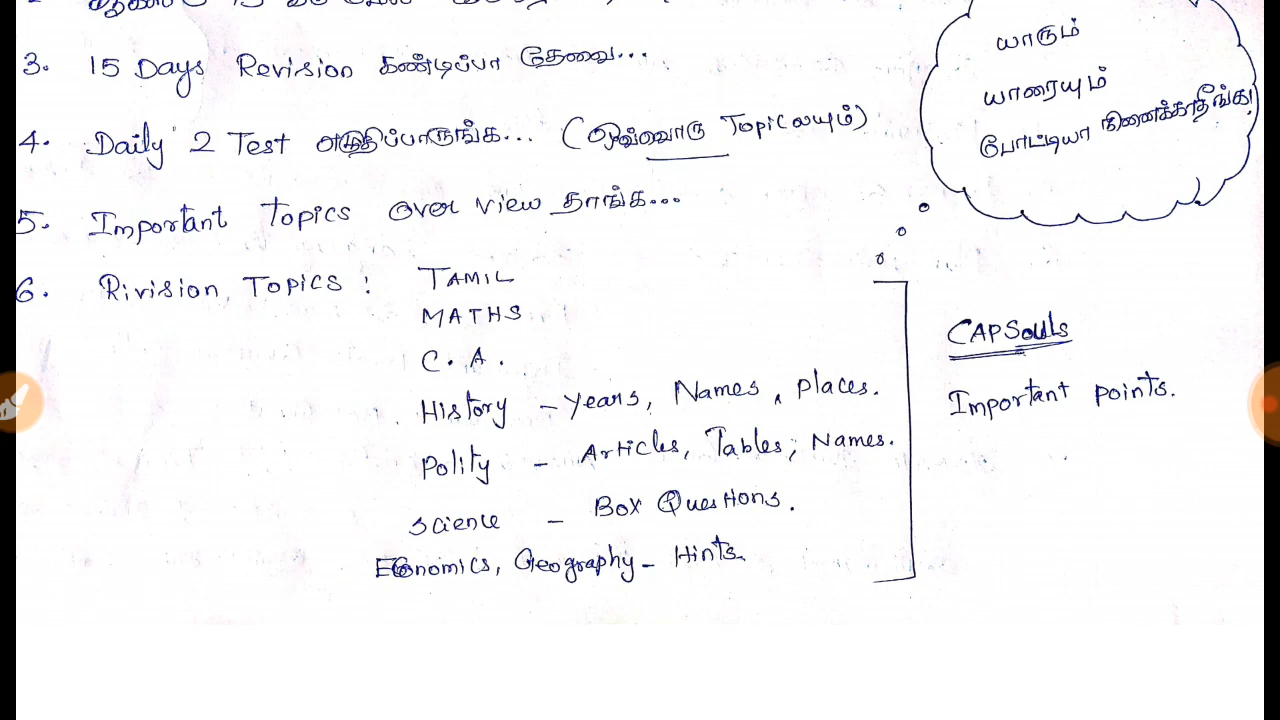 3. 15 Days Revision கண்டிப்பா தேவை...
4. Daily 2 Test எழுதிப்பாருங்க... (ஒவ்வொரு Topicலயும்)
5. Important Topics over view தாங்க...
6. Rivision Topics : TAMIL
MATHS
C. A.
History - Years, Names, Places.
Polity - Articles, Tables, Names.
Science - Box Questions.
Economics, Geography - Hints.
யாரும்
யாரையும்
போட்டியா நினைக்காதீங்க!
CAPSouls
Important points.